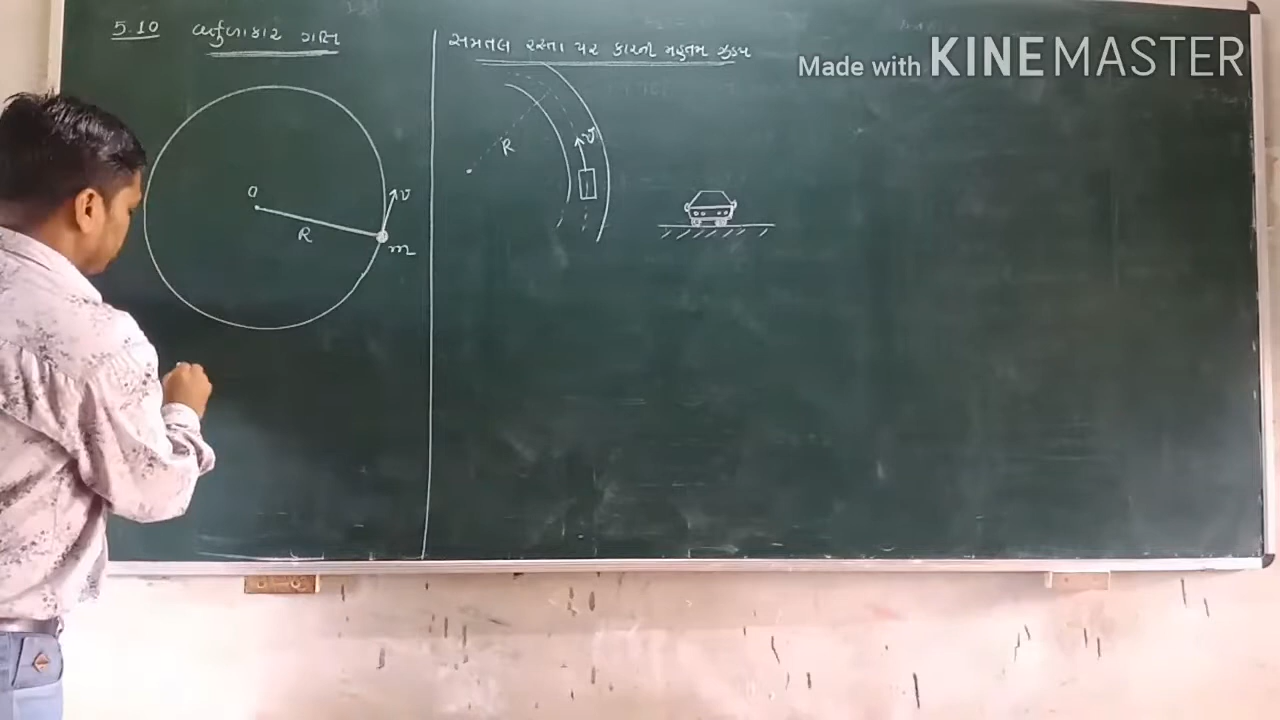 5.10 વર્તુળાકાર ગતિ
સમતલ રસ્તા પર કારની મહત્તમ ઝડપ
Made with KINEMASTER
O
R
v
m
R
v